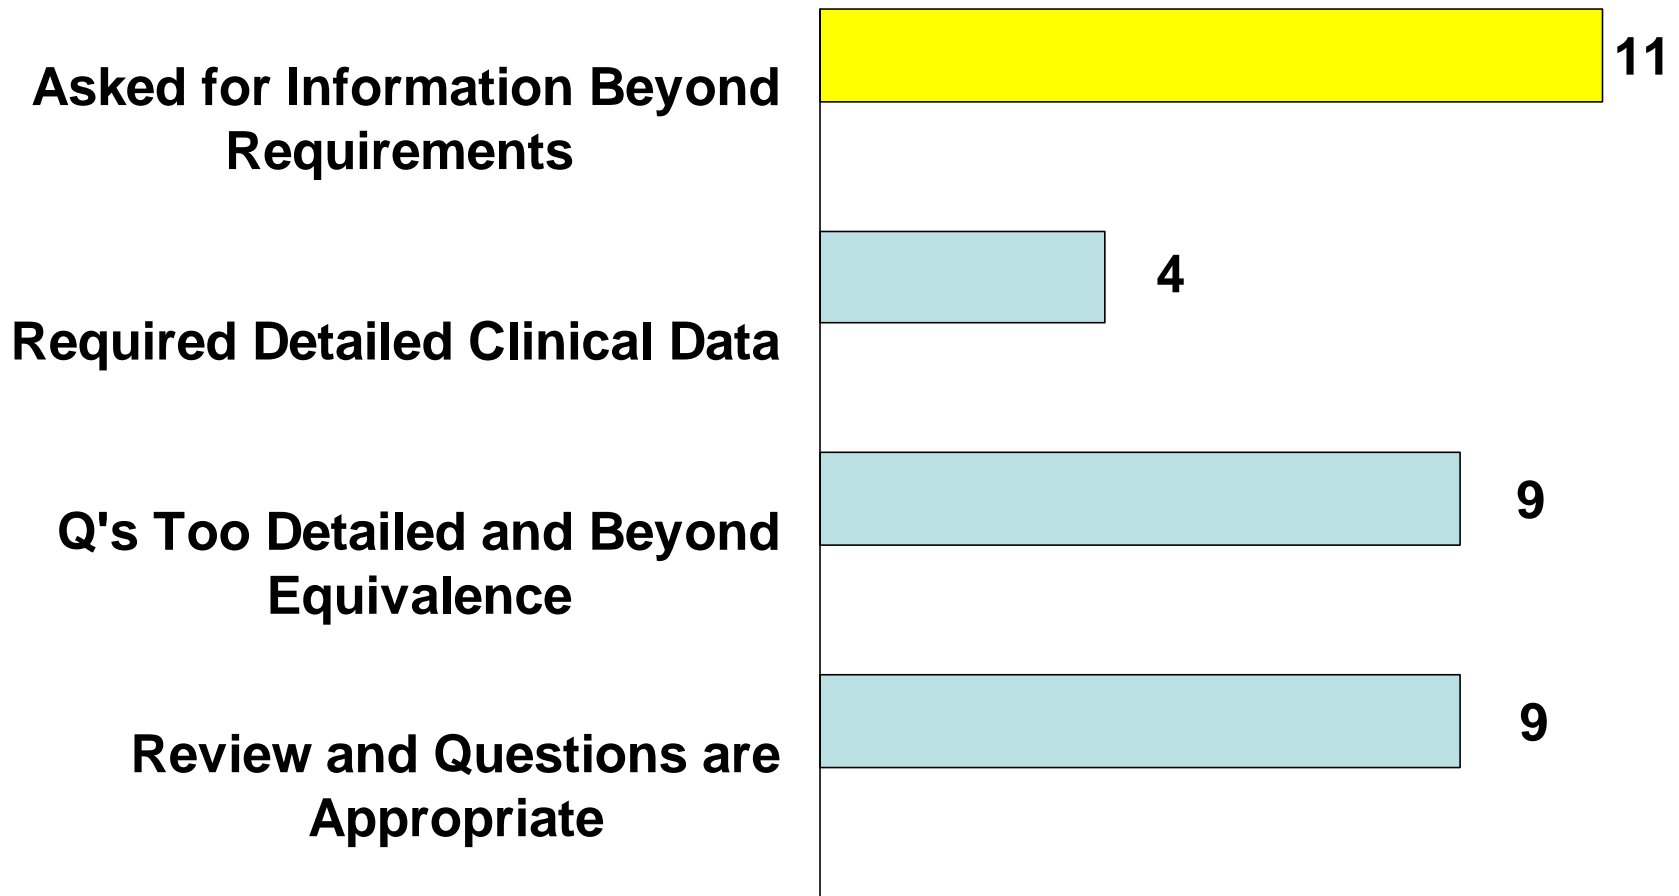 Asked for Information Beyond
Requirements
11
Required Detailed Clinical Data
4
Q's Too Detailed and Beyond
Equivalence
9
Review and Questions are
Appropriate
9